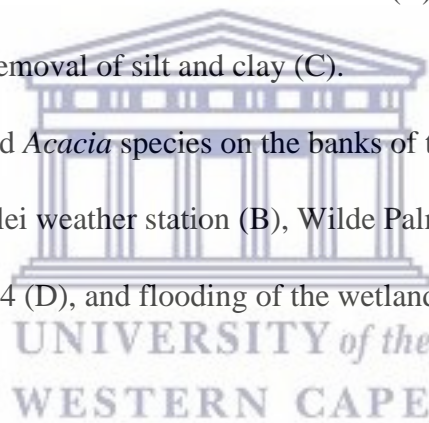 emoval of silt and clay (C).
d Acacia species on the banks of t
lei weather station (B), Wilde Paln
4 (D), and flooding of the wetland
UNIVERSITY of the
WESTERN CAPE